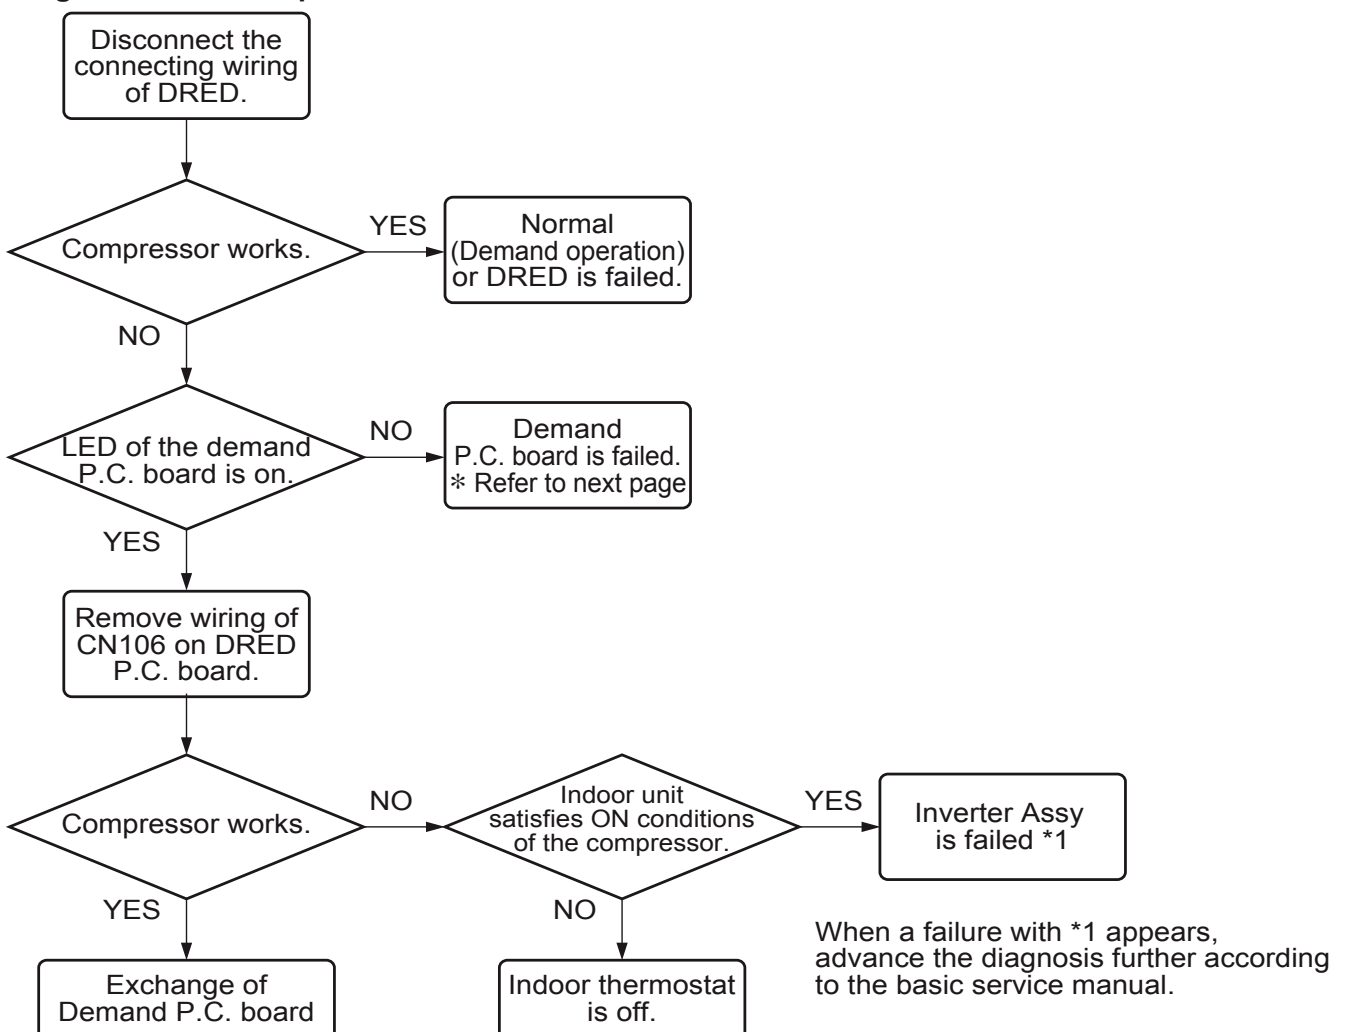 Disconnect the
connecting wiring
of DRED.
Compressor works.
YES
Normal
(Demand operation)
or DRED is failed.
NO
LED of the demand
P.C. board is on.
NO
Demand
P.C. board is failed.
* Refer to next page
YES
Remove wiring of
CN106 on DRED
P.C. board.
Compressor works.
NO
Indoor unit
satisfies ON conditions
of the compressor.
YES
Inverter Assy
is failed *1
YES
Exchange of
Demand P.C. board
NO
Indoor thermostat
is off.
When a failure with *1 appears,
advance the diagnosis further according
to the basic service manual.